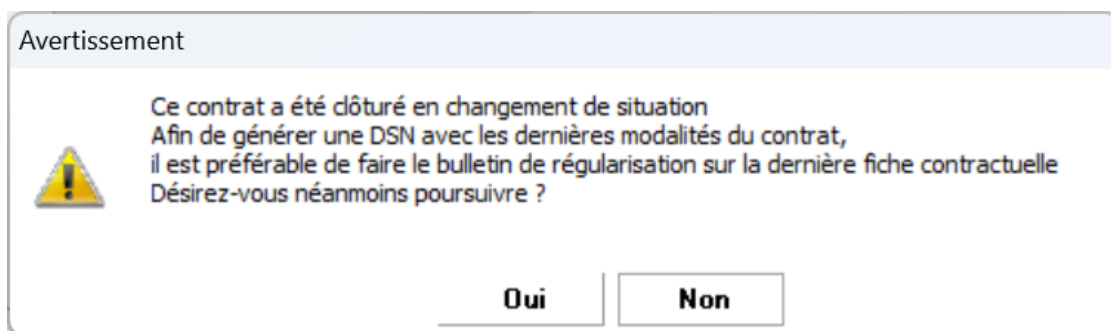 Avertissement
Ce contrat a été clôturé en changement de situation
Afin de générer une DSN avec les dernières modalités du contrat,
il est préférable de faire le bulletin de régularisation sur la dernière fiche contractuelle
Désirez-vous néanmoins poursuivre ?
Oui Non